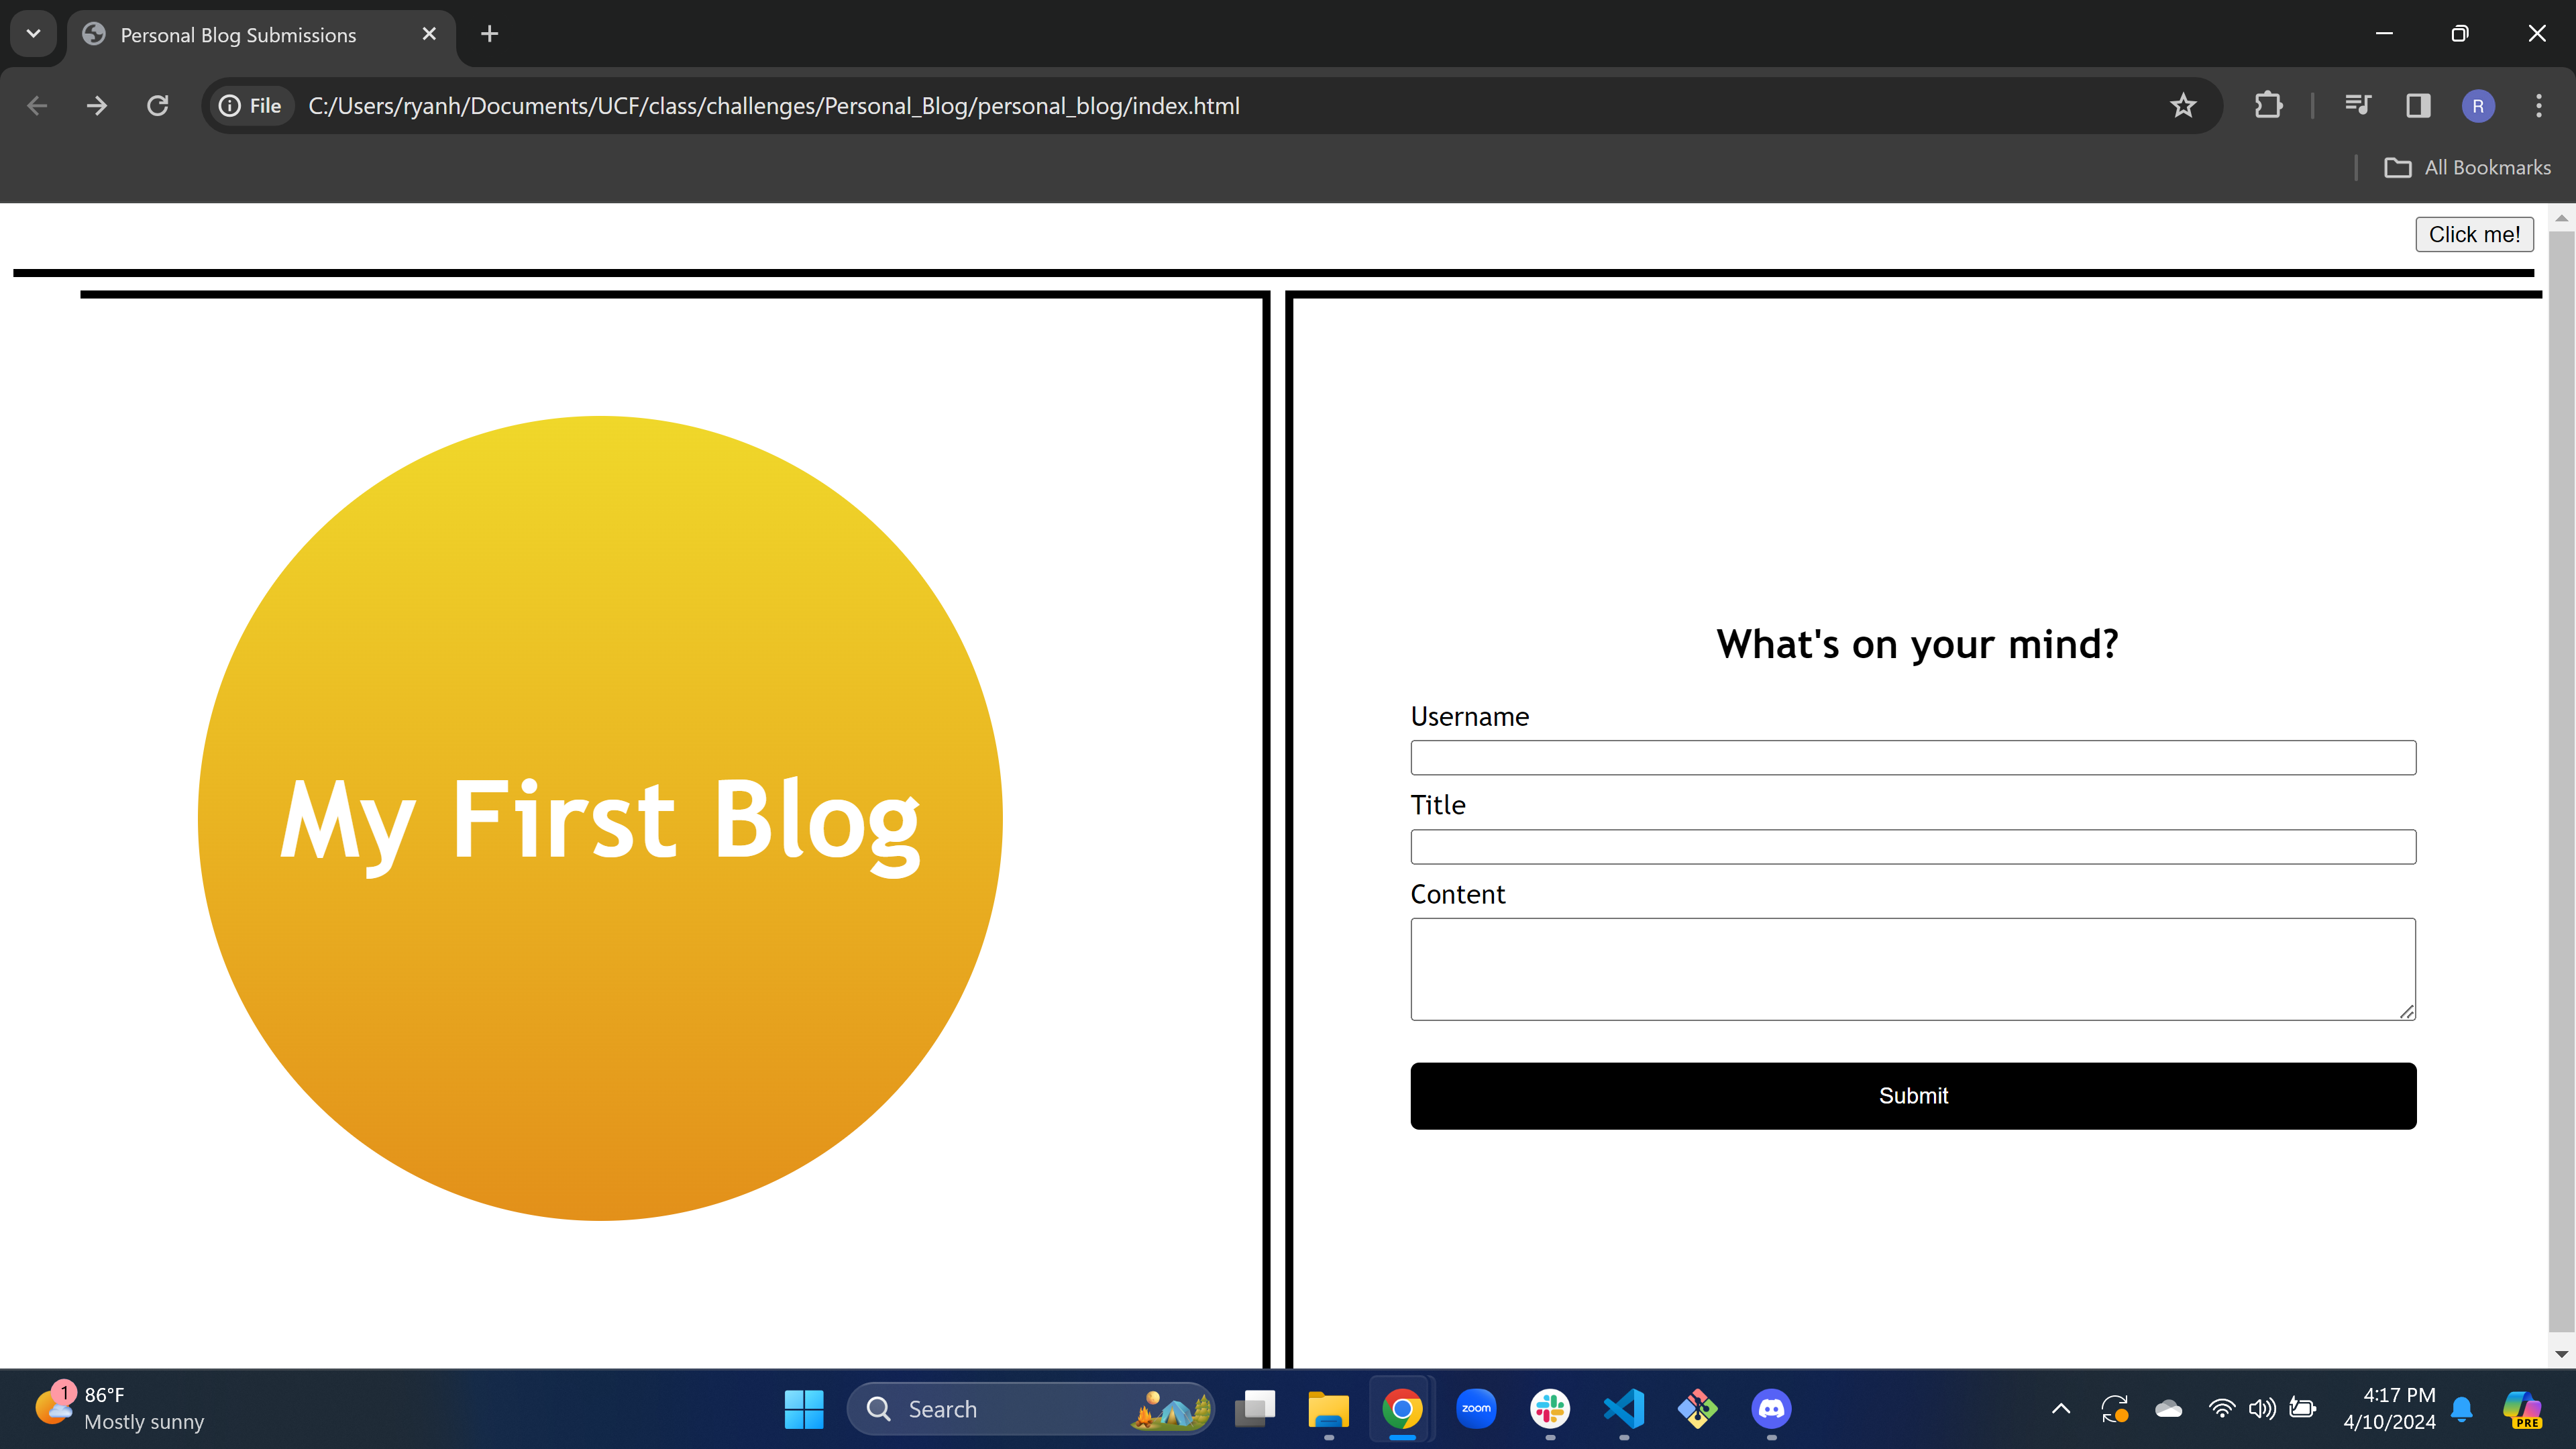 Personal Blog Submissions
File C:/Users/ryanh/Documents/UCF/class/challenges/Personal_Blog/personal_blog/index.html R
All Bookmarks
Click me!
My First Blog
What's on your mind?
Username
Title
Content
Submit
1 86°F
Mostly sunny
Search
zoom
4:17 PM
4/10/2024
PRE